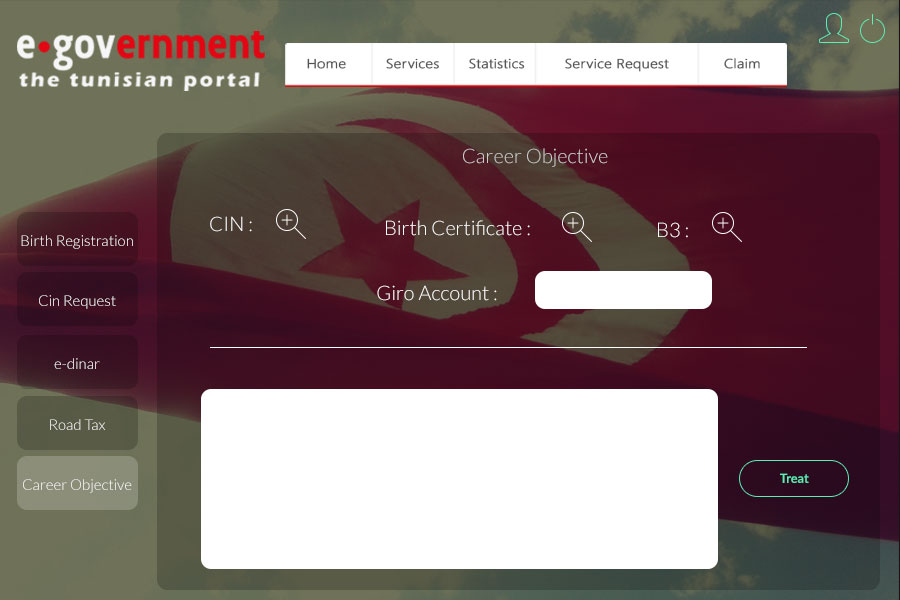 e•government
the tunisian portal
Home Services Statistics Service Request Claim
Career Objective
CIN : Birth Certificate : B3 :
Giro Account :
Birth Registration
Cin Request
e-dinar
Road Tax
Career Objective
Treat